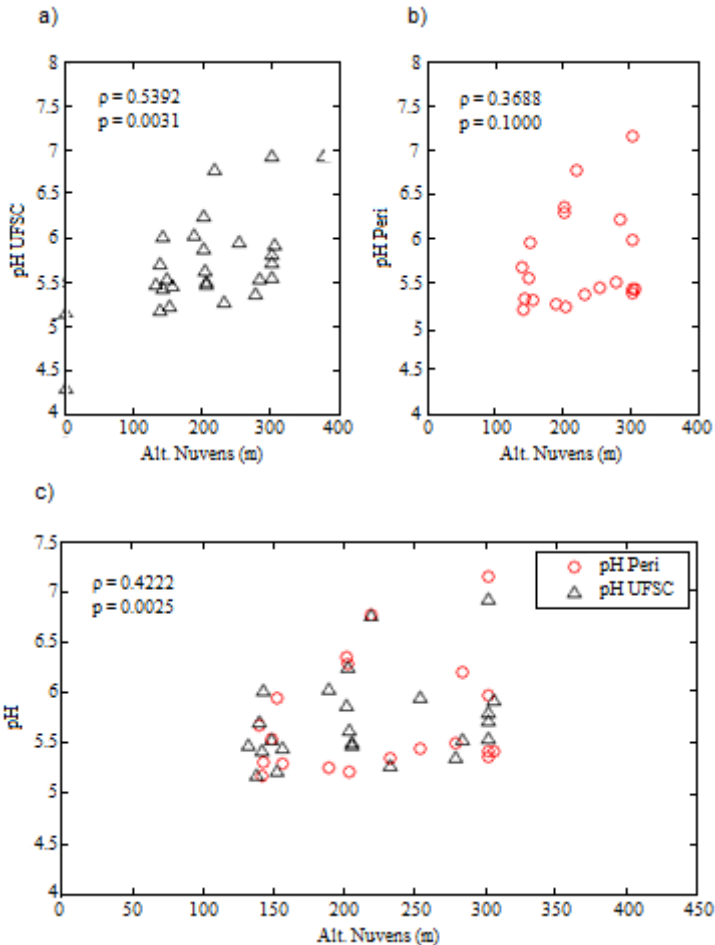 a)
ρ = 0.5392
p = 0.0031
8
7.5
7
6.5
6
5.5
5
4.5
4
pH UFSC
0 100 200 300 400
Alt. Nuvens (m)
b)
ρ = 0.3688
p = 0.1000
8
7.5
7
6.5
6
5.5
5
4.5
4
pH Peri
0 100 200 300 400
Alt. Nuvens (m)
c)
ρ = 0.4222
p = 0.0025
pH Peri
pH UFSC
7.5
7
6.5
6
5.5
5
4.5
4
pH
0 50 100 150 200 250 300 350 400 450
Alt. Nuvens (m)